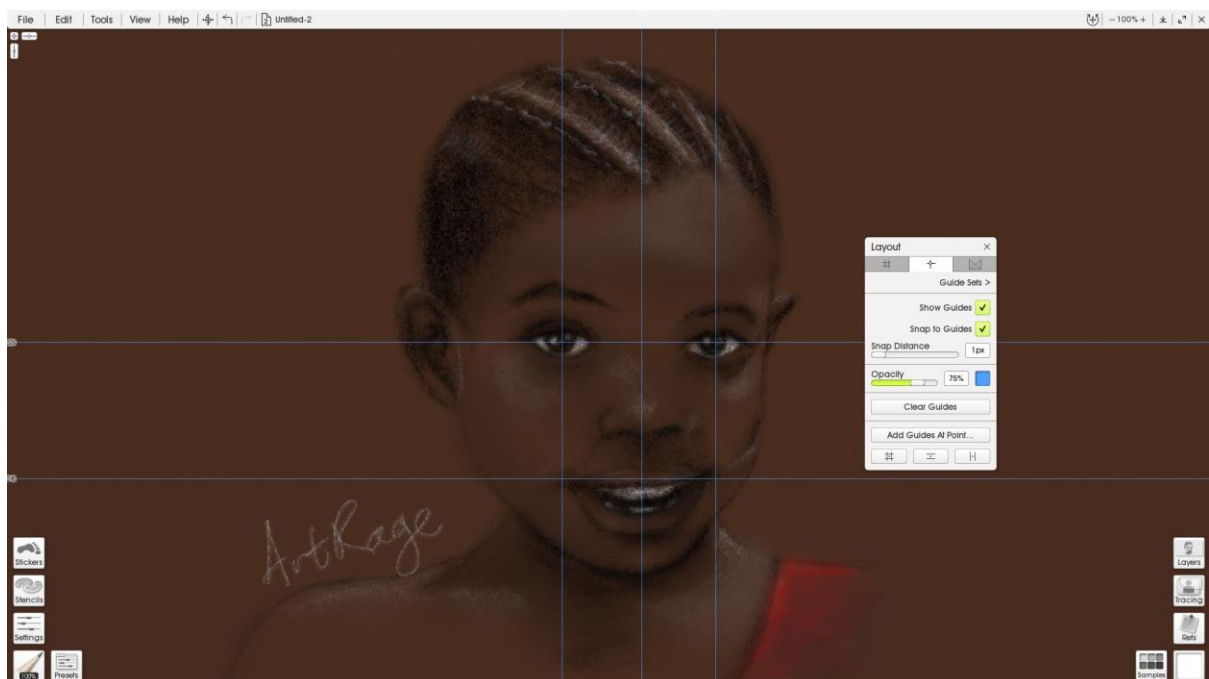 File Edit Tools View Help Untitled-2 −100%+
Layout
Guide Sets >
Show Guides
Snap to Guides
Snap Distance
1px
Opacity
75%
Clear Guides
Add Guides At Point...
ArtRage
Stickers
Stencils
Settings
100% Presets
Layers
Tracing
Refs
Samples